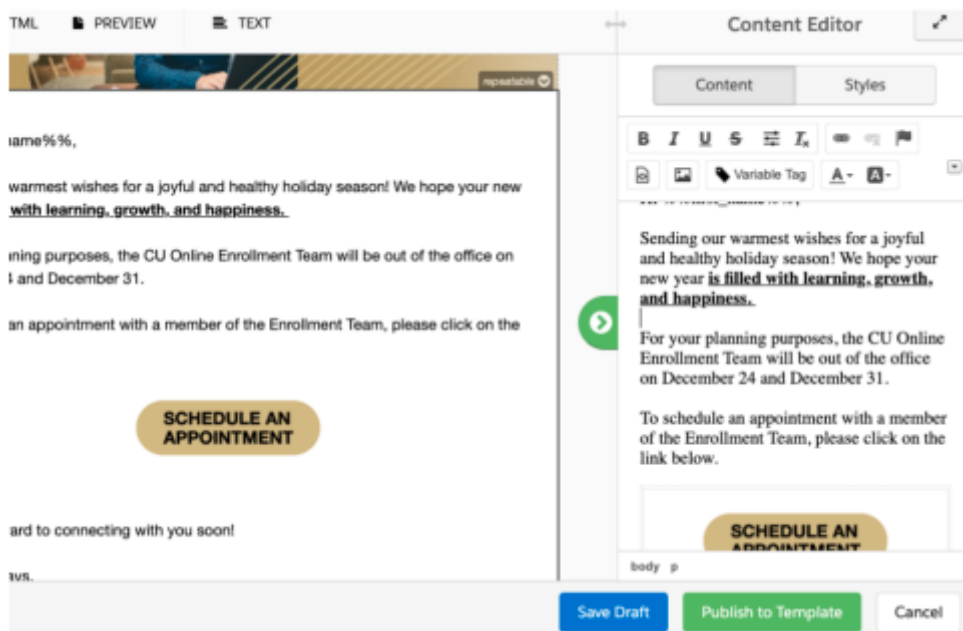 TML PREVIEW TEXT
repeatable
name%%,
warmest wishes for a joyful and healthy holiday season! We hope your new
with learning, growth, and happiness.
ning purposes, the CU Online Enrollment Team will be out of the office on
and December 31.
an appointment with a member of the Enrollment Team, please click on the
SCHEDULE AN
APPOINTMENT
ard to connecting with you soon!
Content Editor
Content Styles
B I U S
Variable Tag A A
Sending our warmest wishes for a joyful
and healthy holiday season! We hope your
new year is filled with learning, growth,
and happiness.
For your planning purposes, the CU Online
Enrollment Team will be out of the office
on December 24 and December 31.
To schedule an appointment with a member
of the Enrollment Team, please click on the
link below.
SCHEDULE AN
APPOINTMENT
body p
Save Draft Publish to Template Cancel